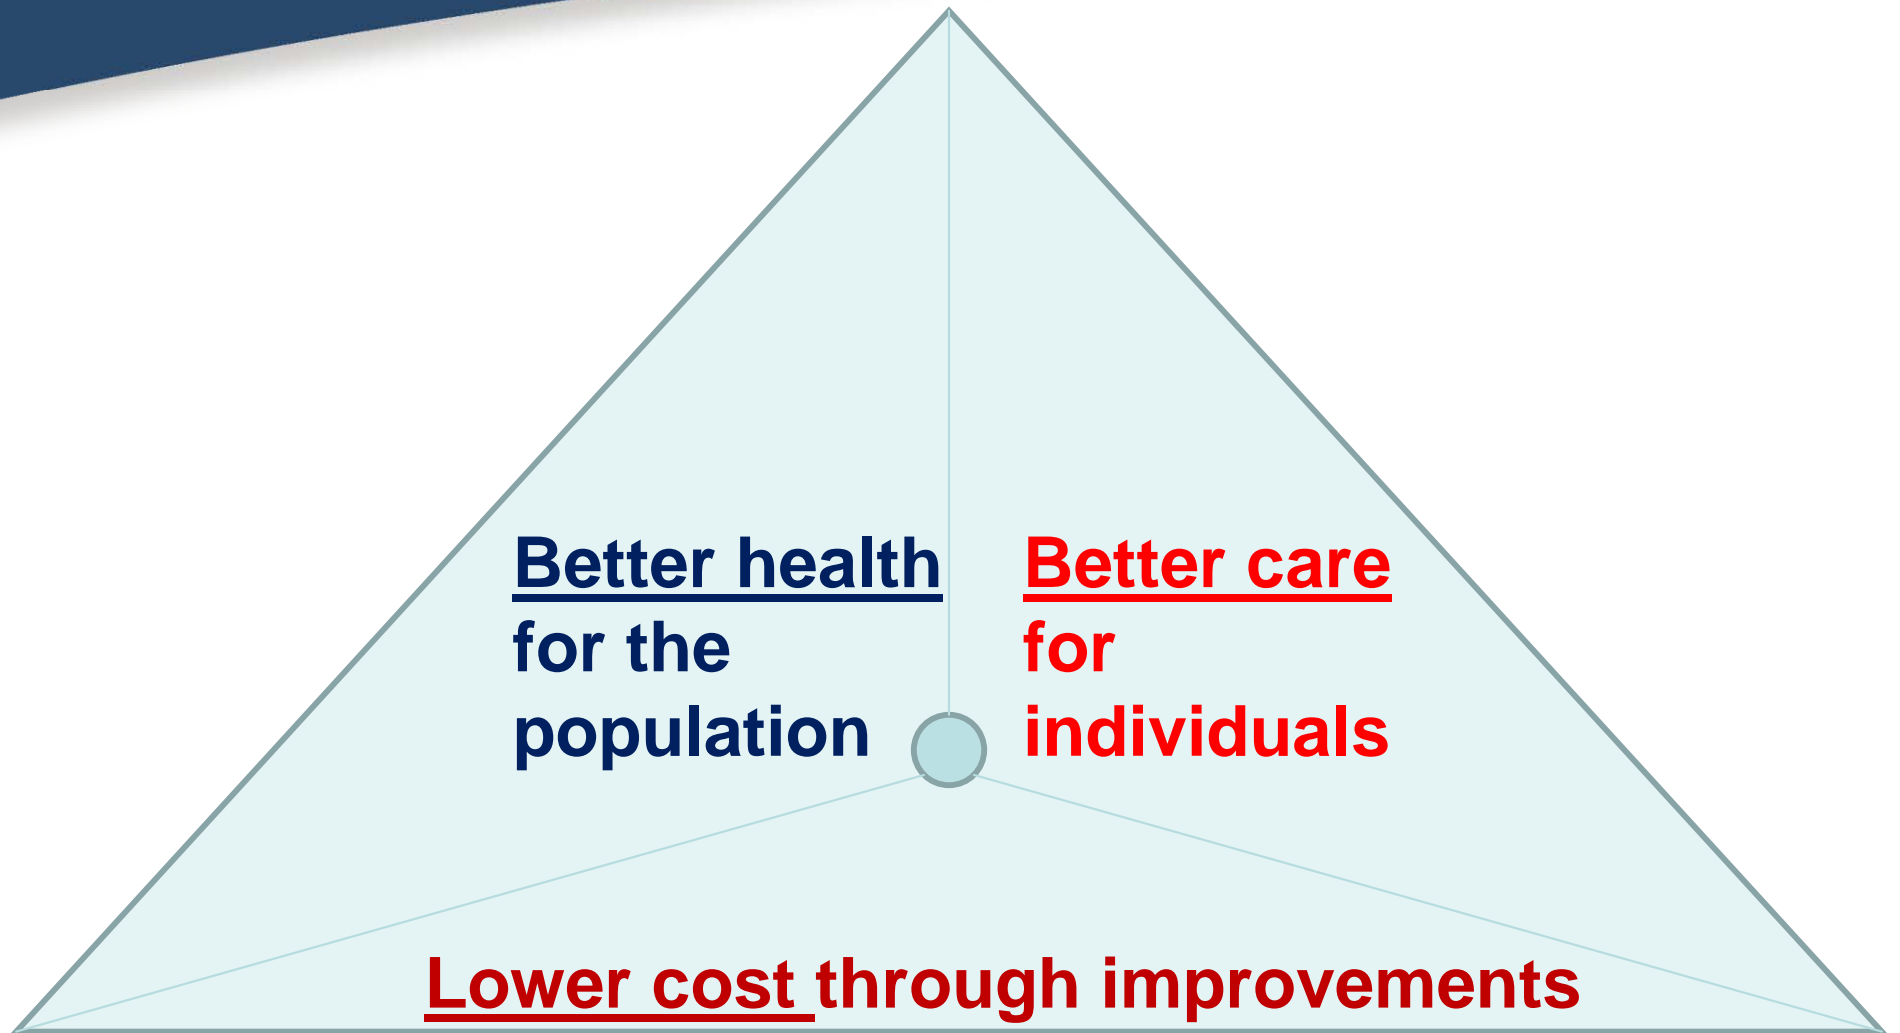 Better health
for the
population
Better care
for
individuals
Lower cost through improvements